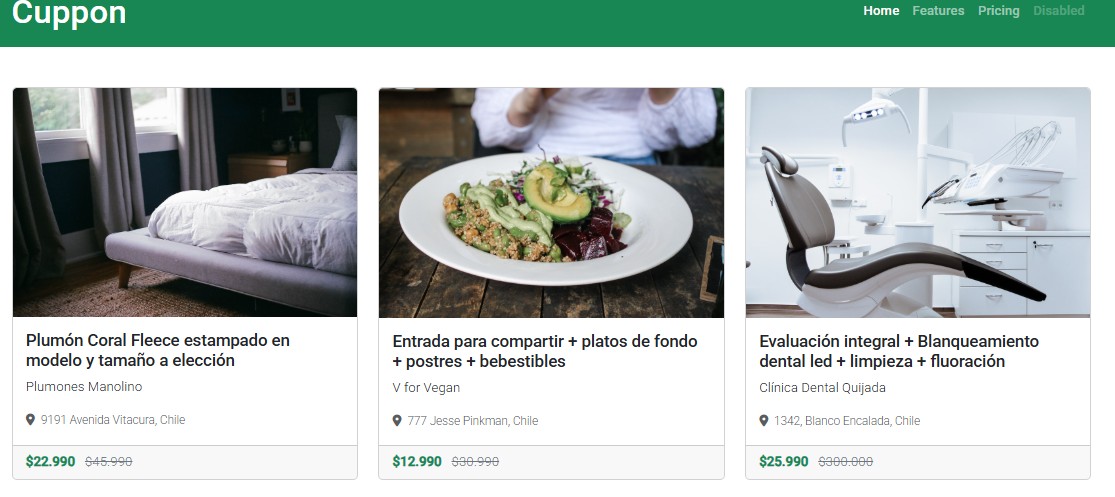 Cuppon
Home Features Pricing Disabled
Plumón Coral Fleece estampado en
modelo y tamaño a elección
Plumones Manolino
9191 Avenida Vitacura, Chile
$22.990 $45.990
Entrada para compartir + platos de fondo
+ postres + bebestibles
V for Vegan
777 Jesse Pinkman, Chile
$12.990 $30.990
Evaluación integral + Blanqueamiento
dental led + limpieza + fluoración
Clínica Dental Quijada
1342, Blanco Encalada, Chile
$25.990 $300.000